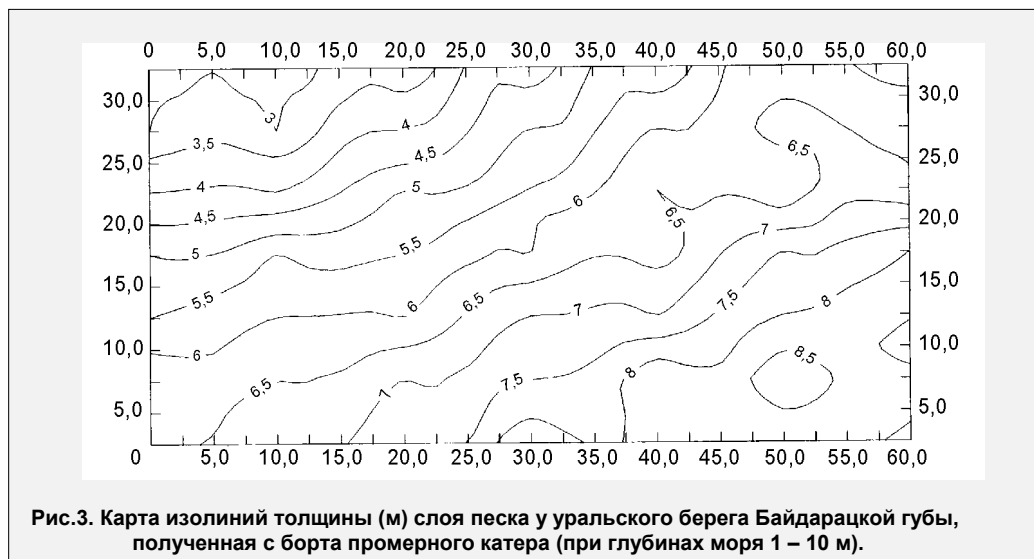 0 5,0 10,0 15,0 20,0 25,0 30,0 35,0 40,0 45,0 50,0 55,0 60,0
30,0 3 30,0
3,5 4
25,0 4,5 6,5 25,0
4 5
4,5 6
20,0 6,5 7 20,0
5 5,5
15,0 5,5 6 6,5 7,5 8 15,0
7
10,0 6 8,5 10,0
6,5 7 7,5 8
5,0 5,0
0 5,0 10,0 15,0 20,0 25,0 30,0 35,0 40,0 45,0 50,0 55,0 60,0
Рис.3. Карта изолиний толщины (м) слоя песка у уральского берега Байдарацкой губы,
полученная с борта промерного катера (при глубинах моря 1 – 10 м).